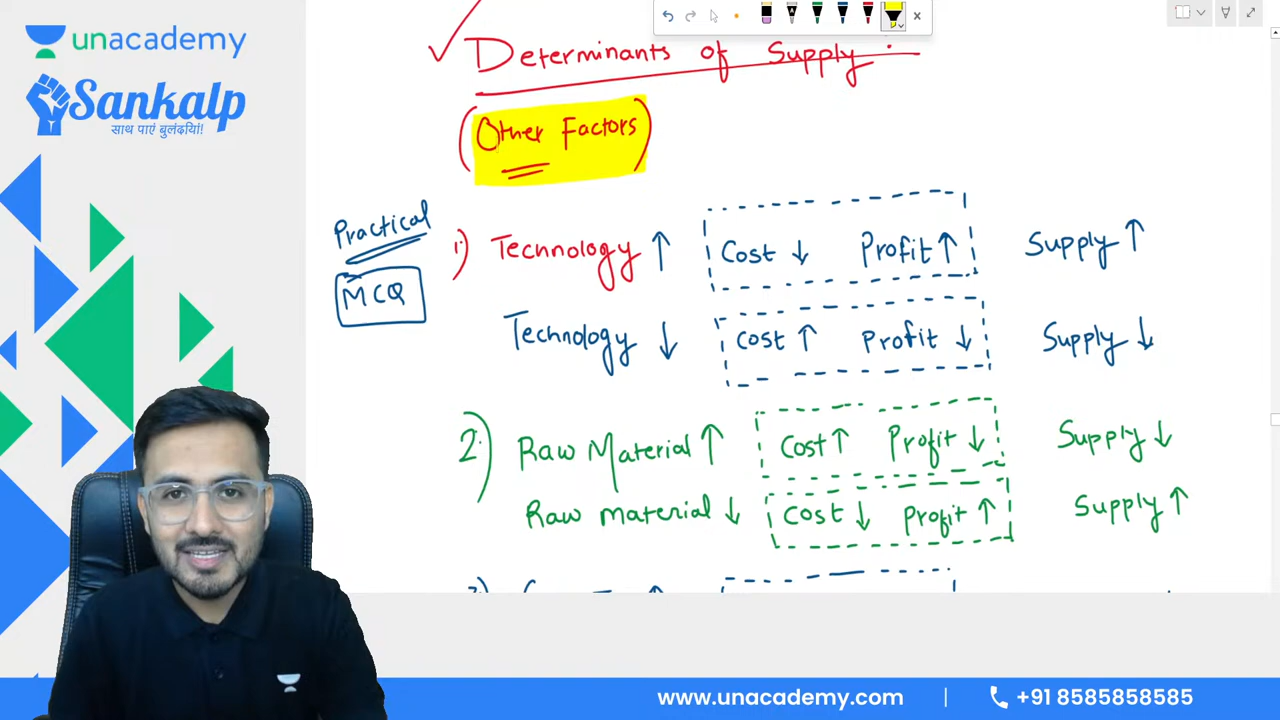 unacademy
Sankalp
साथ पाएं बुलंदियां!
Determinants of Supply :
(Other Factors)
Practical
MCQ
1) Technology ↑ Cost ↓ Profit ↑ Supply ↑
Technology ↓ Cost ↑ Profit ↓ Supply ↓
2) Raw Material ↑ Cost ↑ Profit ↓ Supply ↓
Raw material ↓ Cost ↓ Profit ↑ Supply ↑
www.unacademy.com | +91 8585858585